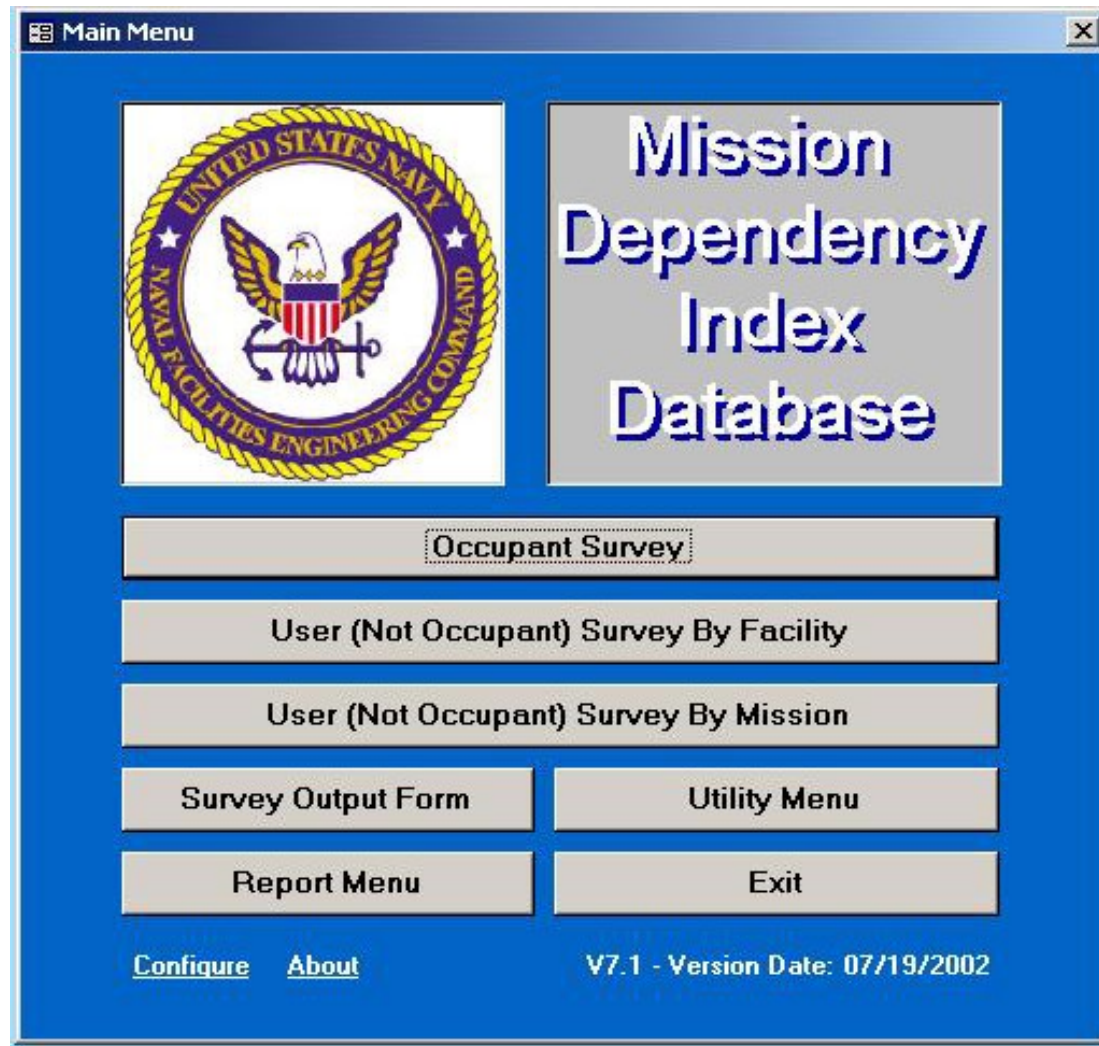 Main Menu
UNITED STATES NAVY
NAVAL FACILITIES ENGINEERING COMMAND
Mission
Dependency
Index
Database
Occupant Survey
User (Not Occupant) Survey By Facility
User (Not Occupant) Survey By Mission
Survey Output Form
Utility Menu
Report Menu
Exit
Configure
About
V7.1 - Version Date: 07/19/2002